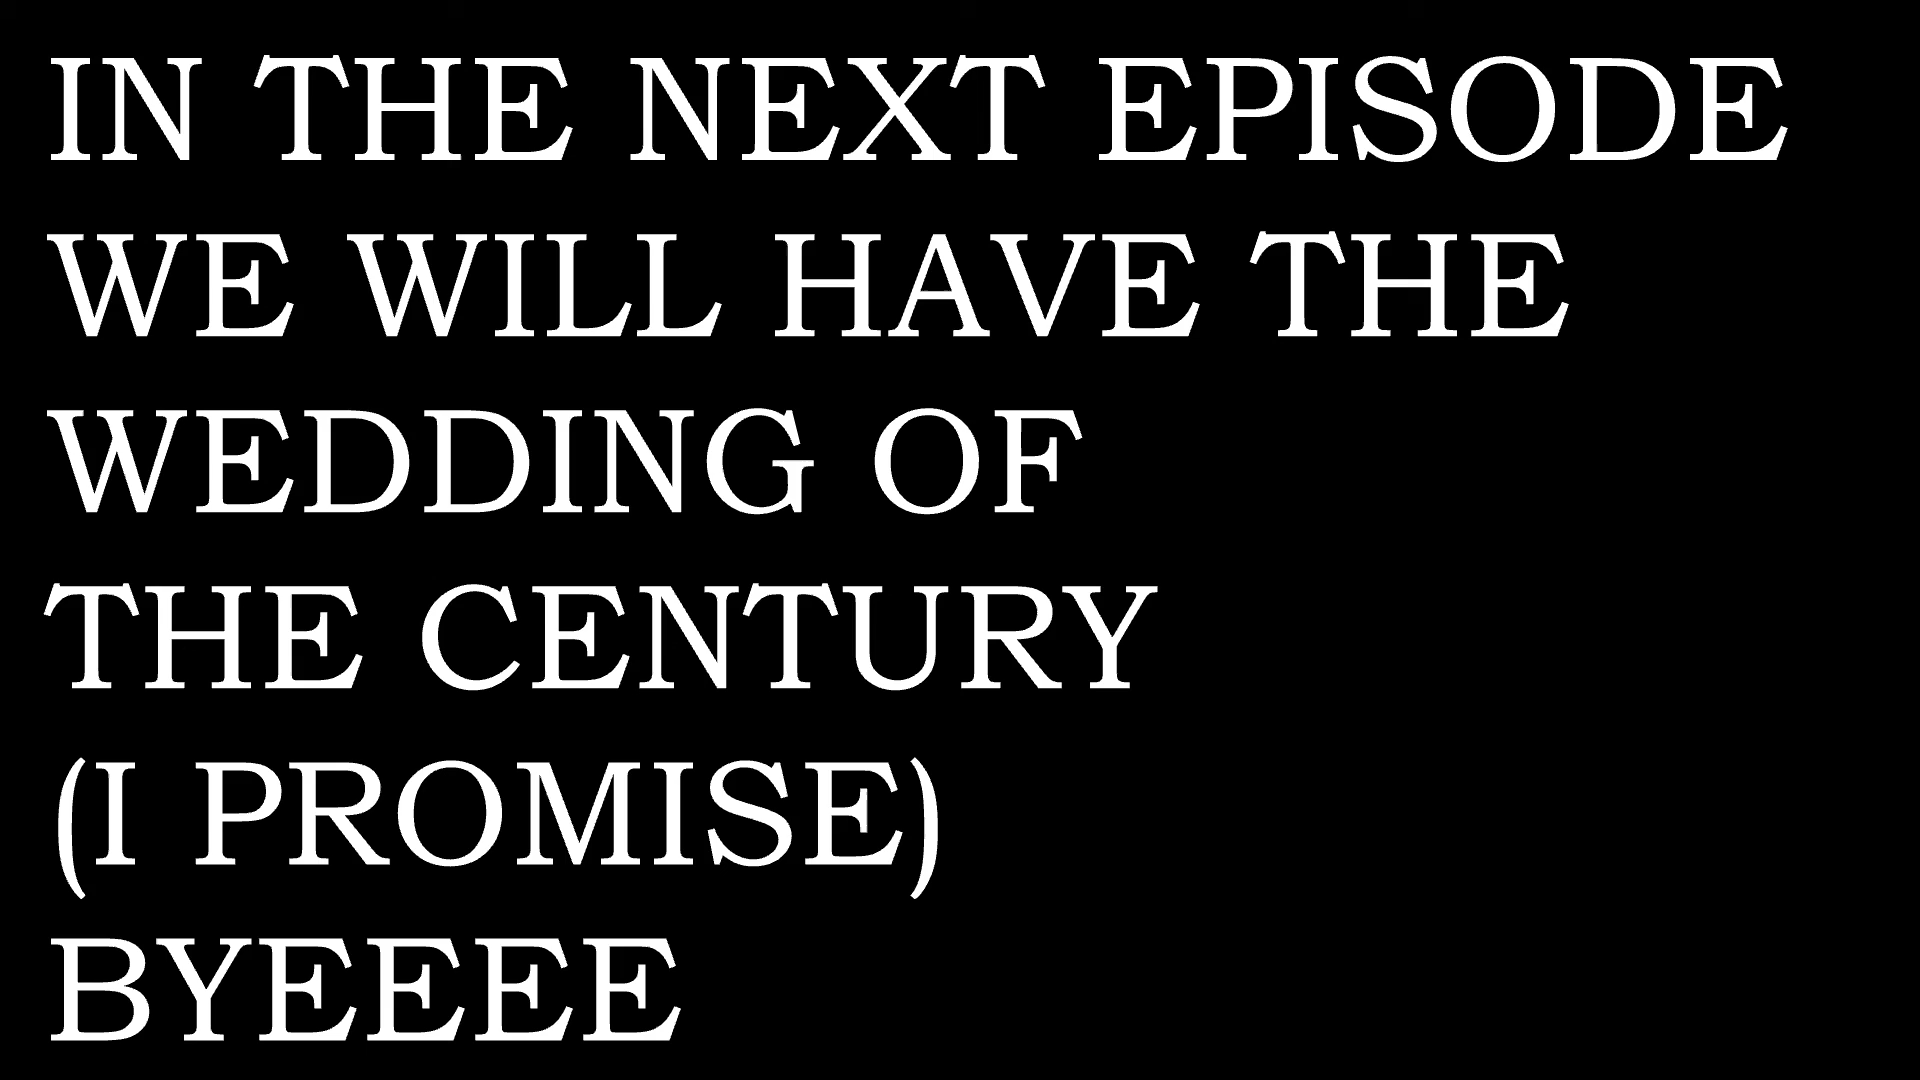 IN THE NEXT EPISODE
WE WILL HAVE THE
WEDDING OF
THE CENTURY
(I PROMISE)
BYEEEE